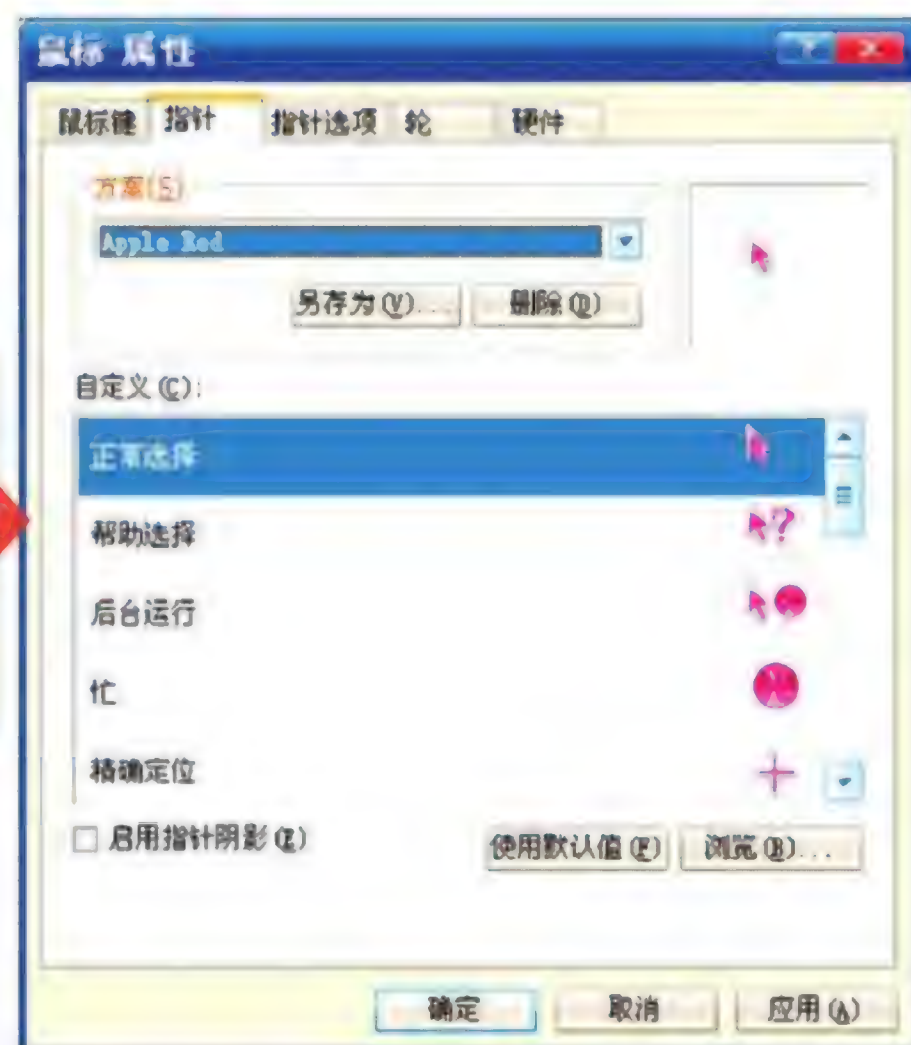 鼠标 属性
鼠标键 指针 指针选项 轮 硬件
方案(S)
Apple Red
另存为(V)... 删除(D)
自定义(C):
正常选择
帮助选择
后台运行
忙
精确定位
启用指针阴影(E)
使用默认值(F) 浏览(B)...
确定 取消 应用(A)